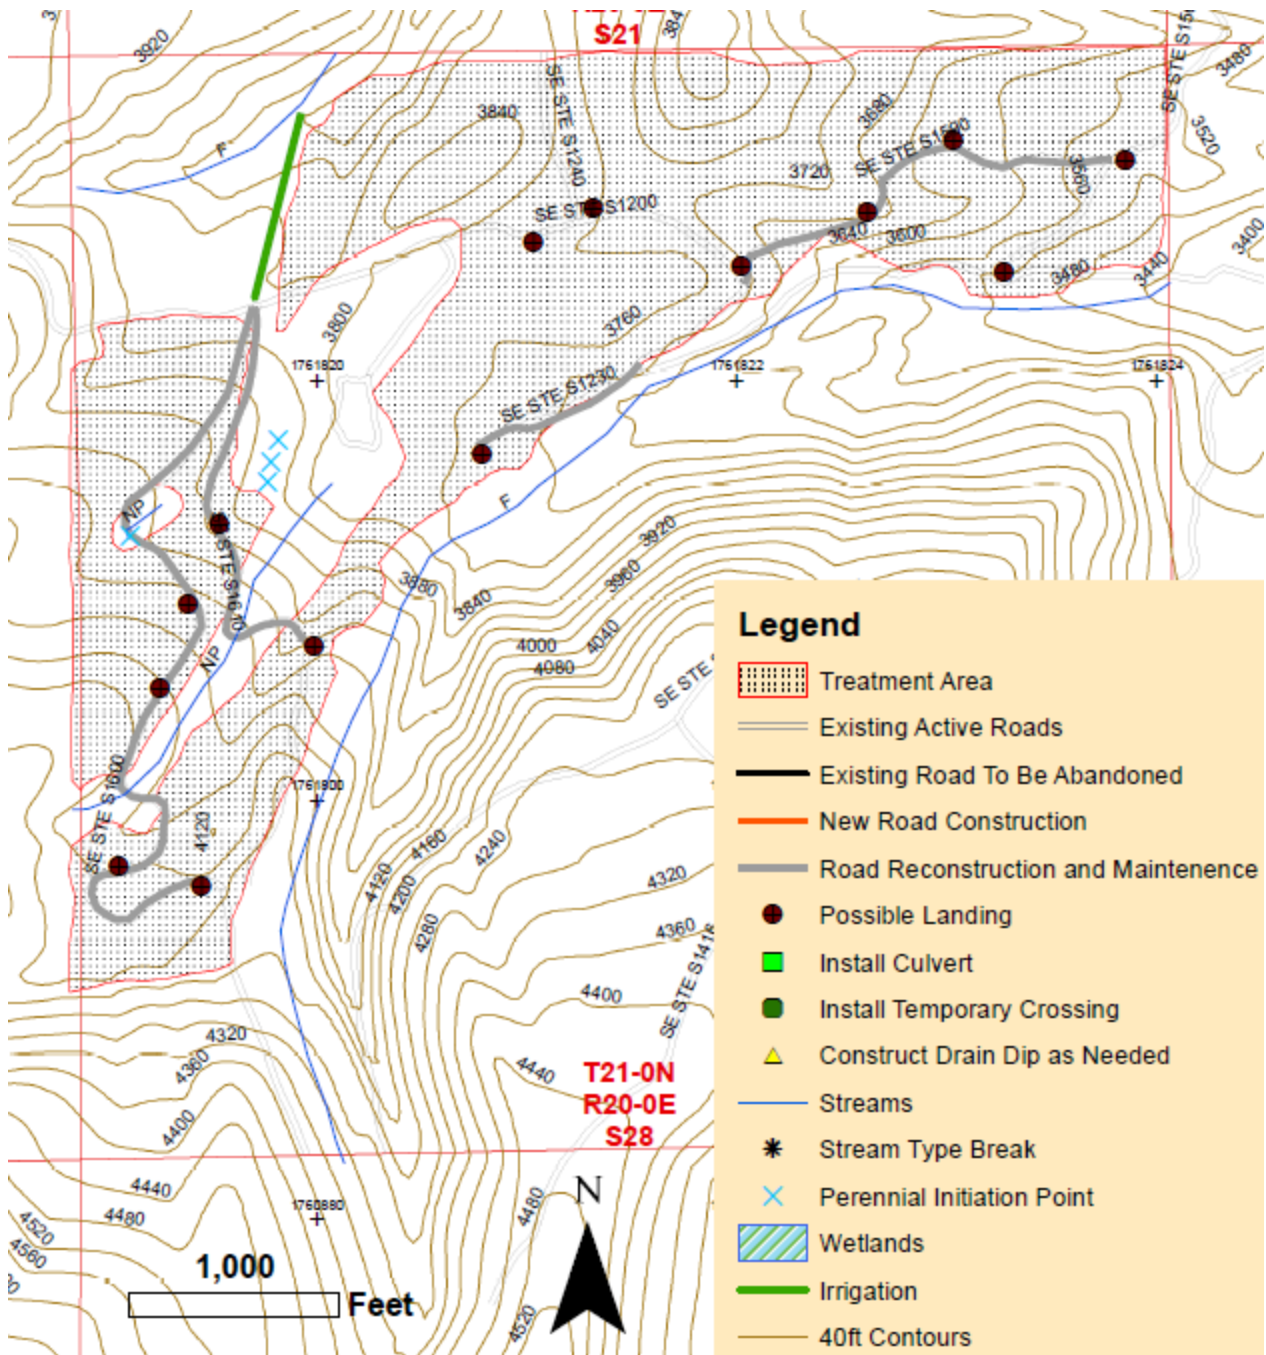 S21
3920
384
SE STE S150
3480
3840
SE STE S1240
3680
SE STE S1500
3520
F
3720
3560
SE STE S1200
3640
3600
3400
3480
3440
3800
3760
1761820
1761822
1761824
SE STE S1230
NP
F
3920
STE S1610
3880
3960
3840
4000
4040
NP
4080
SE STE S
1761800
SE STE S1600
4120
4160
4240
4120
4200
4320
4280
4360
SE STE S1416
4400
4320
4360
4440
T21-0N
R20-0E
S28
4400
4440
4480
4480
4520
4560
1760880
N
1,000
Feet
4520
Legend
Treatment Area
Existing Active Roads
Existing Road To Be Abandoned
New Road Construction
Road Reconstruction and Maintenence
Possible Landing
Install Culvert
Install Temporary Crossing
Construct Drain Dip as Needed
Streams
Stream Type Break
Perennial Initiation Point
Wetlands
Irrigation
40ft Contours